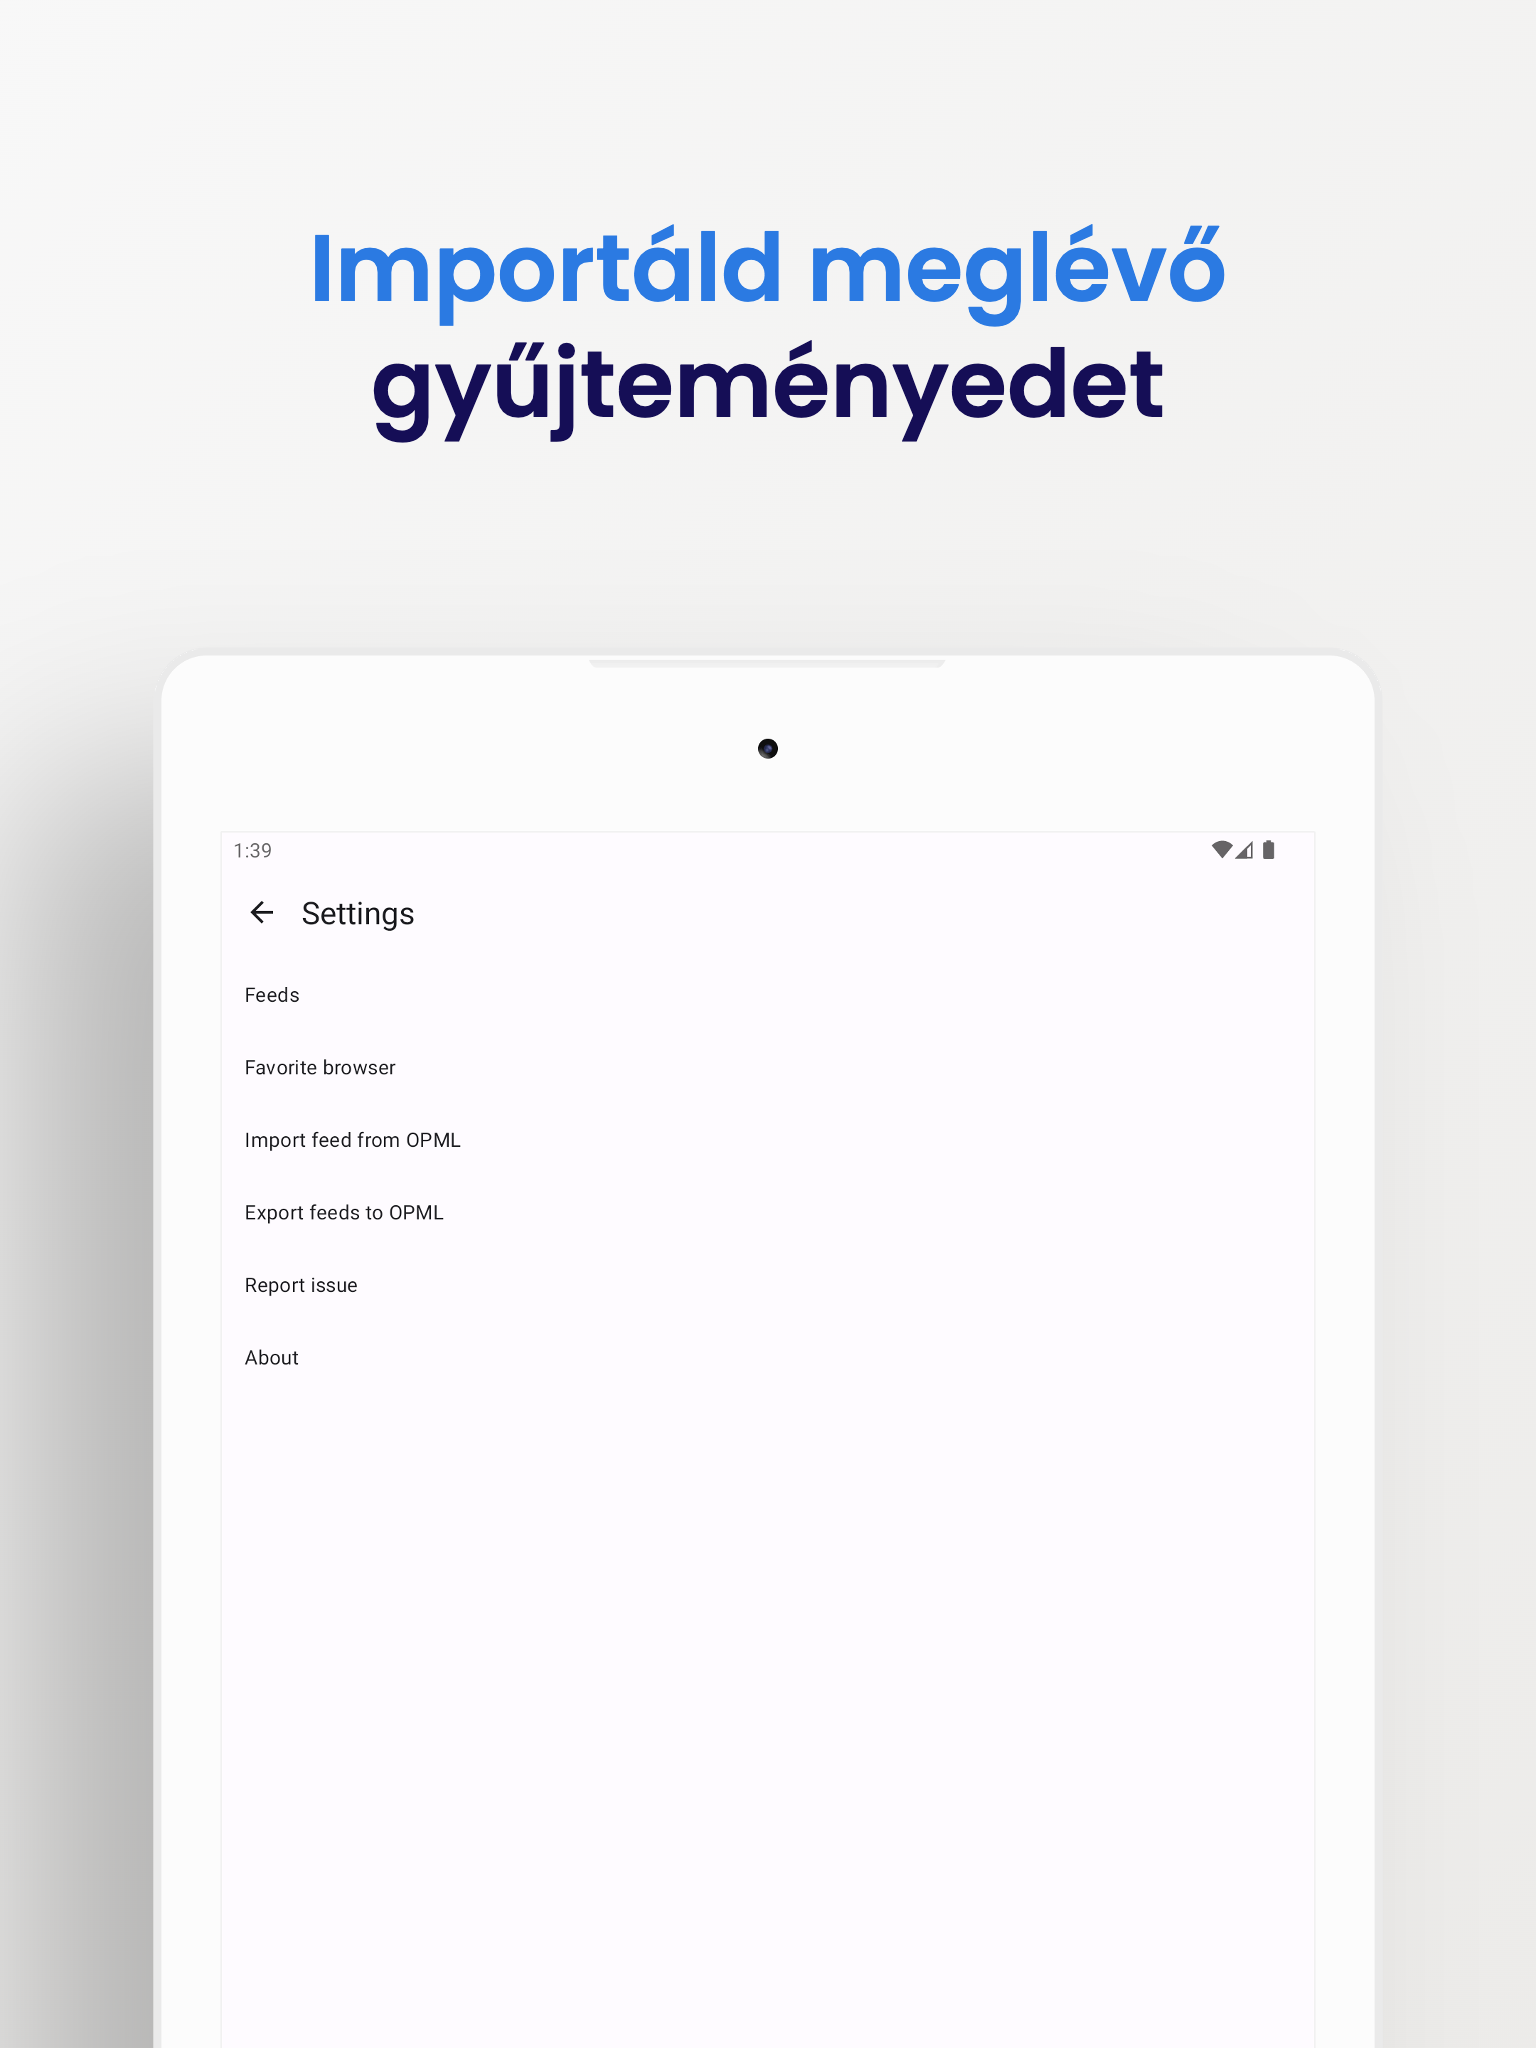 Importáld meglévő
gyűjteményedet
1:39
Settings
Feeds
Favorite browser
Import feed from OPML
Export feeds to OPML
Report issue
About